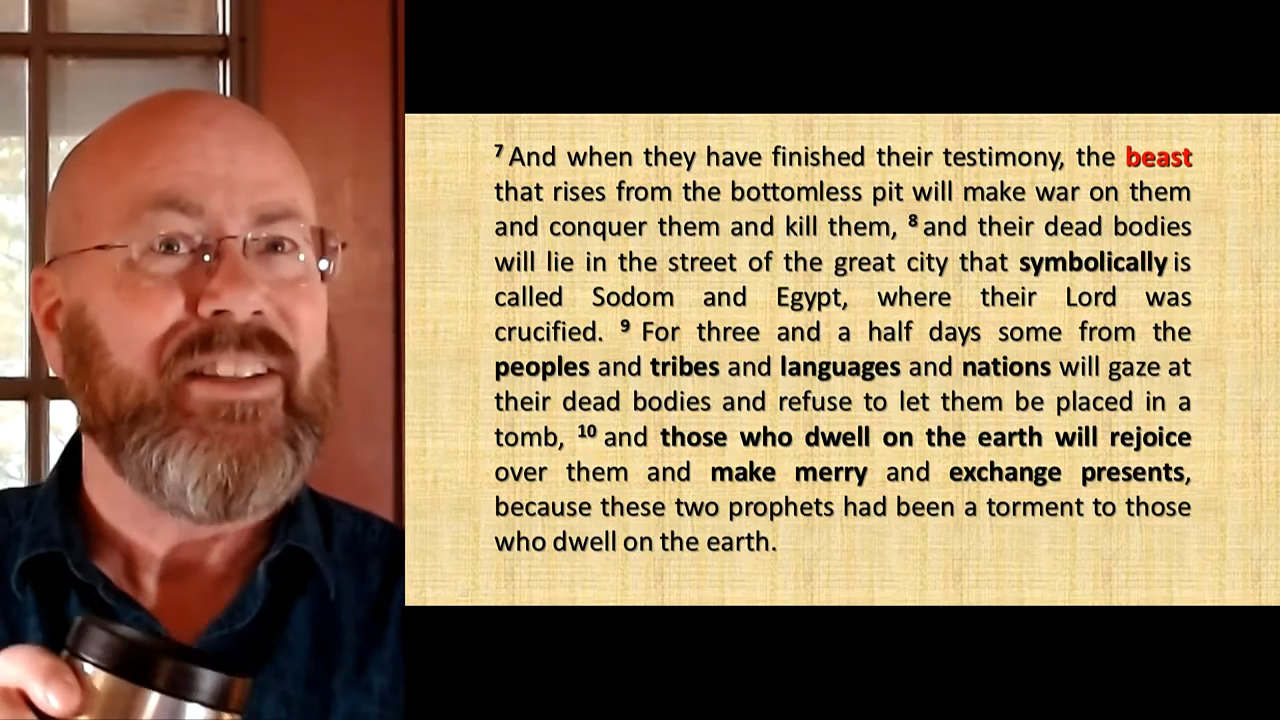 ⁷ And when they have finished their testimony, the beast
that rises from the bottomless pit will make war on them
and conquer them and kill them, ⁸ and their dead bodies
will lie in the street of the great city that symbolically is
called Sodom and Egypt, where their Lord was
crucified. ⁹ For three and a half days some from the
peoples and tribes and languages and nations will gaze at
their dead bodies and refuse to let them be placed in a
tomb, ¹⁰ and those who dwell on the earth will rejoice
over them and make merry and exchange presents,
because these two prophets had been a torment to those
who dwell on the earth.